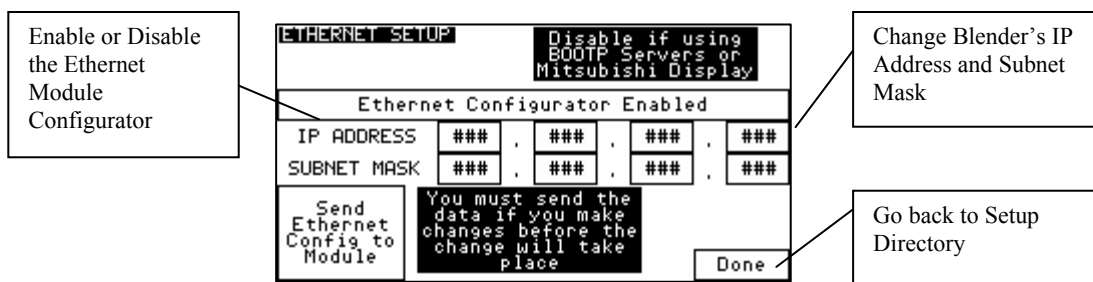 Enable or Disable
the Ethernet
Module
Configurator
ETHERNET SETUP
Disable if using
BOOTP Servers or
Mitsubishi Display
Ethernet Configurator Enabled
IP ADDRESS ### . ### . ### . ###
SUBNET MASK ### . ### . ### . ###
Send
Ethernet
Config to
Module
You must send the
data if you make
changes before the
change will take
place
Done
Change Blender’s IP
Address and Subnet
Mask
Go back to Setup
Directory